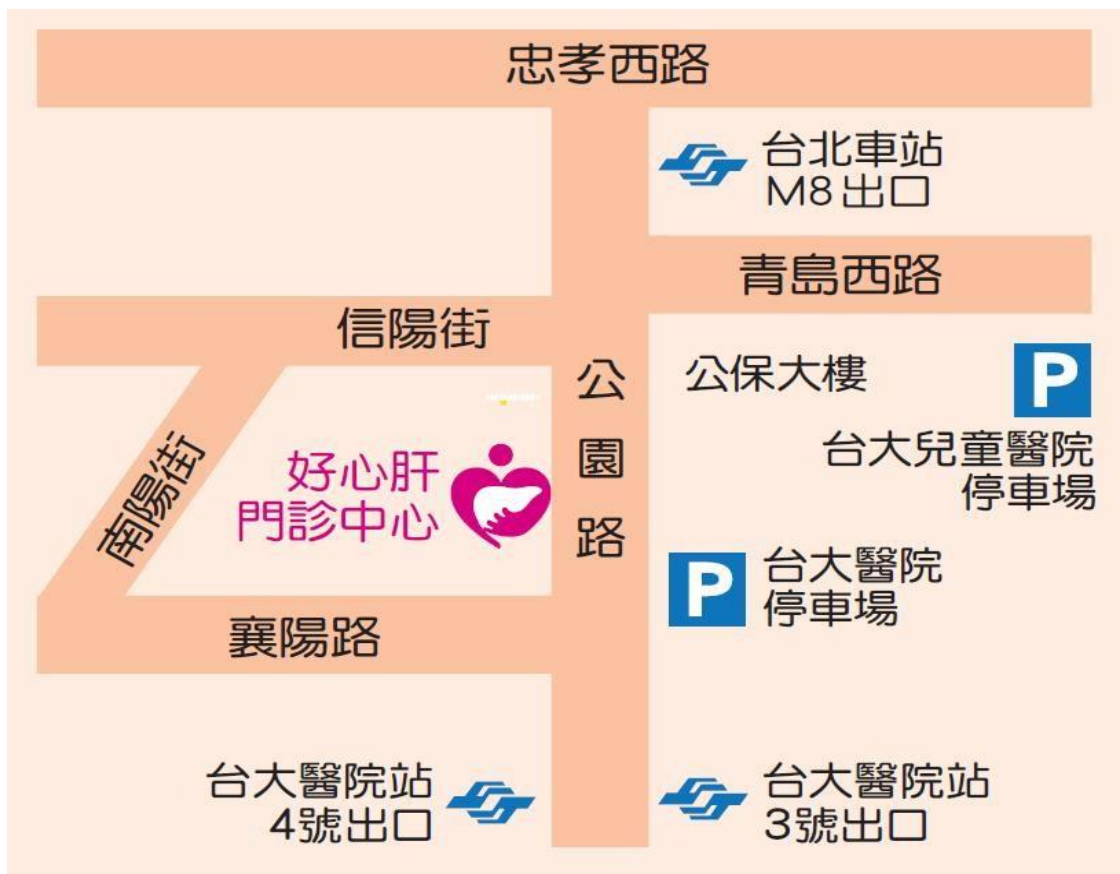 忠孝西路
台北車站
M8出口
青島西路
信陽街
公園路
公保大樓
P
台大兒童醫院
停車場
南陽街
好心肝
門診中心
P
台大醫院
停車場
襄陽路
台大醫院站
4號出口
台大醫院站
3號出口